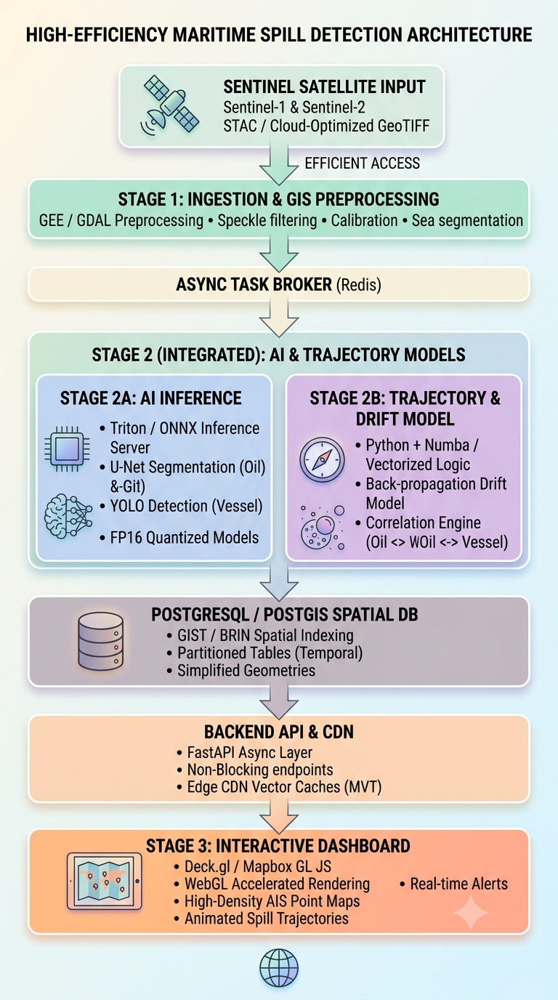 HIGH-EFFICIENCY MARITIME SPILL DETECTION ARCHITECTURE
SENTINEL SATELLITE INPUT
Sentinel-1 & Sentinel-2
STAC / Cloud-Optimized GeoTIFF
EFFICIENT ACCESS
STAGE 1: INGESTION & GIS PREPROCESSING
GEE / GDAL Preprocessing • Speckle filtering • Calibration • Sea segmentation
ASYNC TASK BROKER (Redis)
STAGE 2 (INTEGRATED): AI & TRAJECTORY MODELS
STAGE 2A: AI INFERENCE
• Triton / ONNX Inference
Server
• U-Net Segmentation (Oil)
&-Git)
• YOLO Detection (Vessel)
• FP16 Quantized Models
STAGE 2B: TRAJECTORY &
DRIFT MODEL
• Python + Numba /
Vectorized Logic
• Back-propagation Drift
Model
• Correlation Engine
(Oil <> WOil <-> Vessel)
POSTGRESQL / POSTGIS SPATIAL DB
• GIST / BRIN Spatial Indexing
• Partitioned Tables (Temporal)
• Simplified Geometries
BACKEND API & CDN
• FastAPI Async Layer
• Non-Blocking endpoints
• Edge CDN Vector Caches (MVT)
STAGE 3: INTERACTIVE DASHBOARD
• Deck.gl / Mapbox GL JS
• WebGL Accelerated Rendering • Real-time Alerts
• High-Density AIS Point Maps
• Animated Spill Trajectories